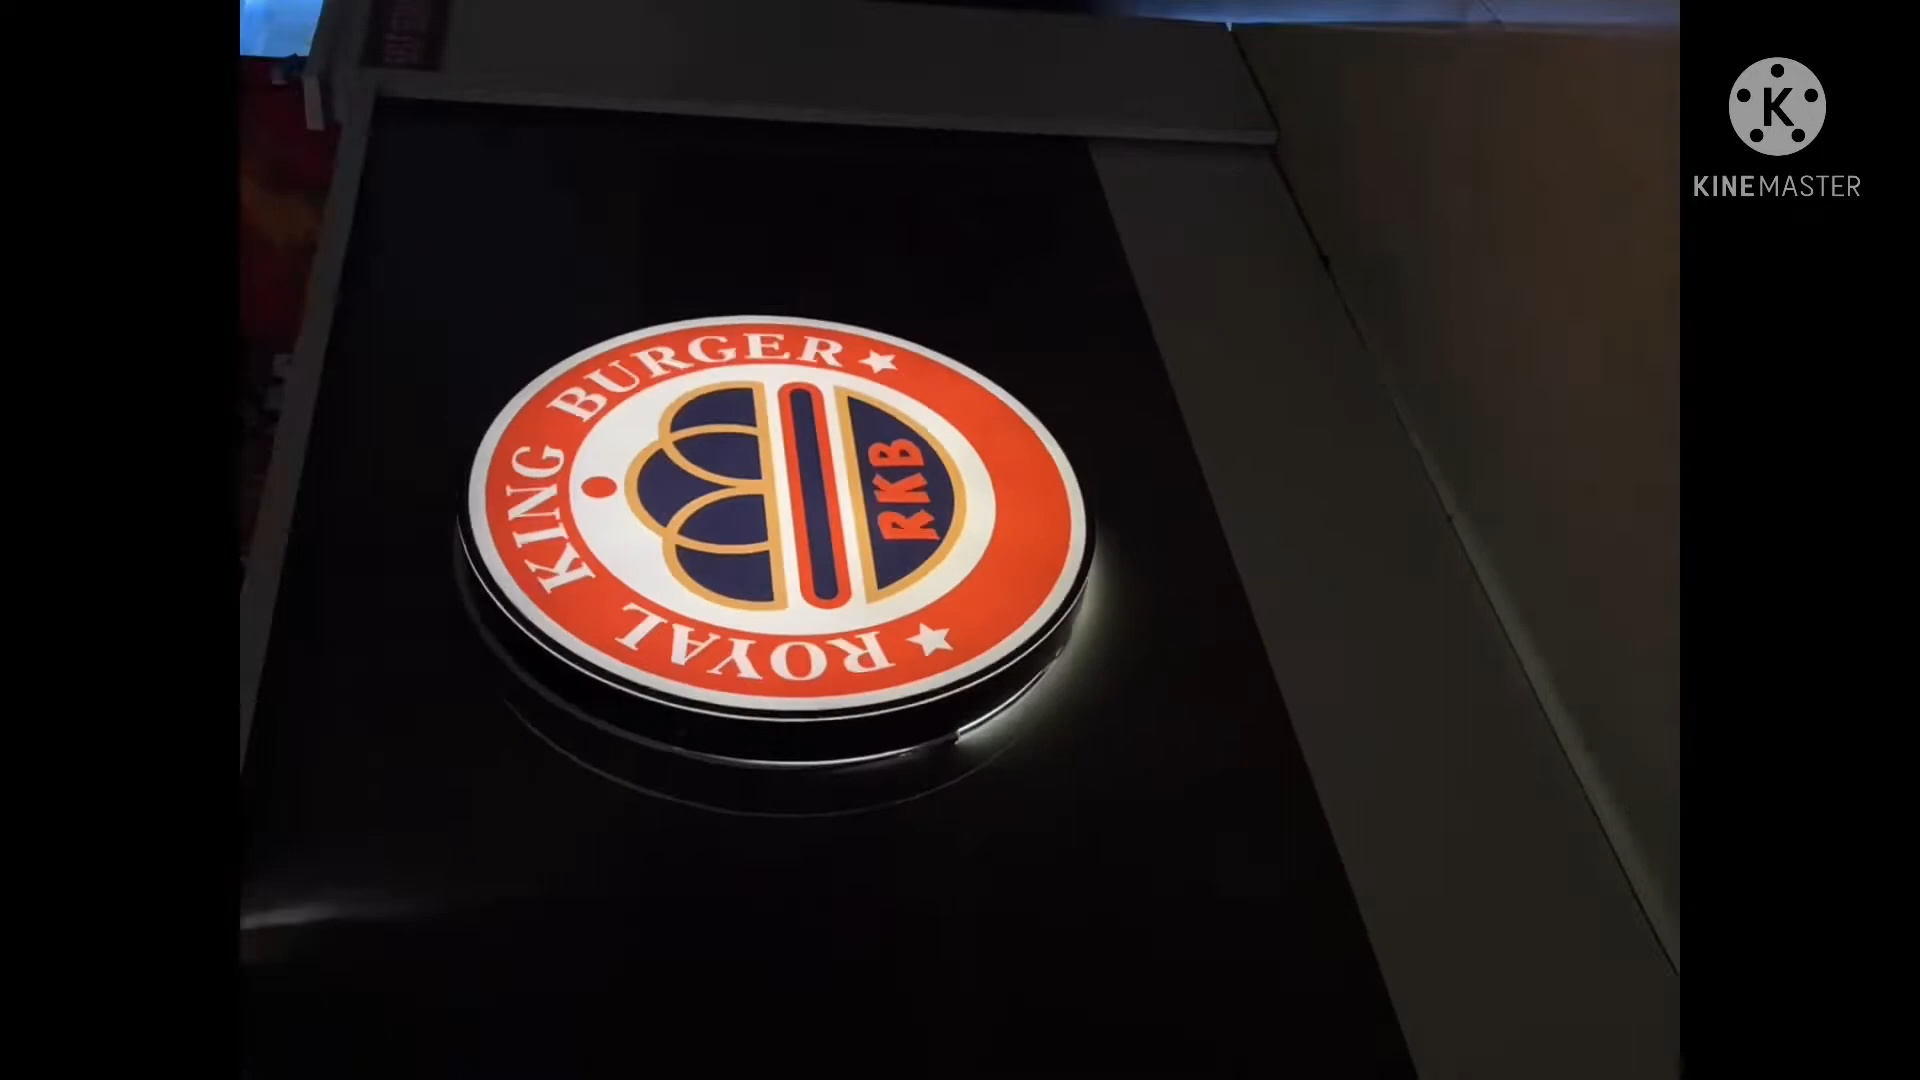 ★ ROYAL KING BURGER ★
RKB
K
KINEMASTER